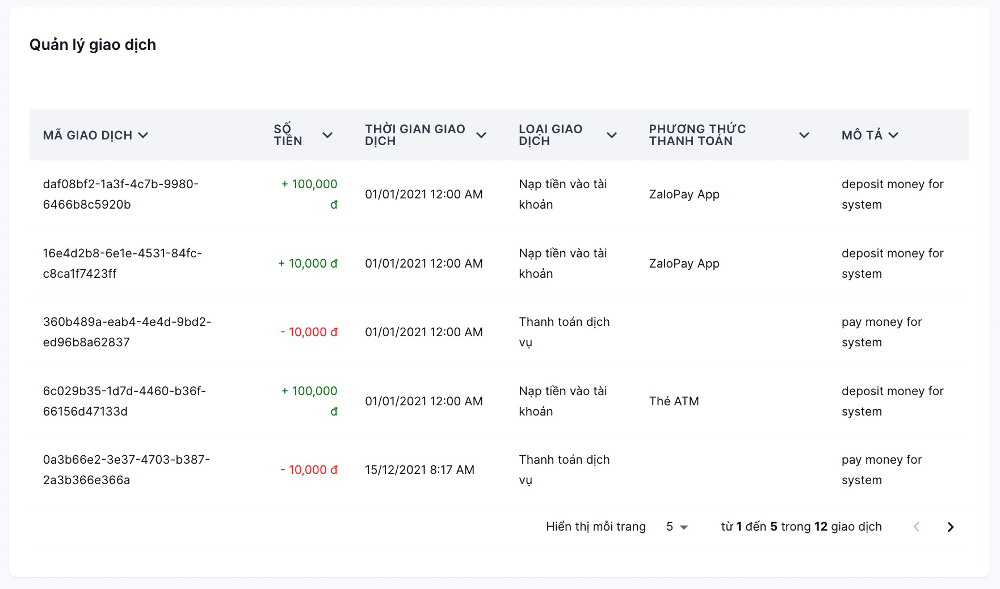 Quản lý giao dịch
MÃ GIAO DỊCH
SỐ
TIỀN
THỜI GIAN GIAO
DỊCH
LOẠI GIAO
DỊCH
PHƯƠNG THỨC
THANH TOÁN
MÔ TẢ
daf08bf2-1a3f-4c7b-9980-
6466b8c5920b
+ 100,000
đ
01/01/2021 12:00 AM
Nạp tiền vào tài
khoản
ZaloPay App
deposit money for
system
16e4d2b8-6e1e-4531-84fc-
c8ca1f7423ff
+ 10,000 đ
01/01/2021 12:00 AM
Nạp tiền vào tài
khoản
ZaloPay App
deposit money for
system
360b489a-eab4-4e4d-9bd2-
ed96b8a62837
- 10,000 đ
01/01/2021 12:00 AM
Thanh toán dịch
vụ
pay money for
system
6c029b35-1d7d-4460-b36f-
66156d47133d
+ 100,000
đ
01/01/2021 12:00 AM
Nạp tiền vào tài
khoản
Thẻ ATM
deposit money for
system
0a3b66e2-3e37-4703-b387-
2a3b366e366a
- 10,000 đ
15/12/2021 8:17 AM
Thanh toán dịch
vụ
pay money for
system
Hiển thị mỗi trang 5 từ 1 đến 5 trong 12 giao dịch